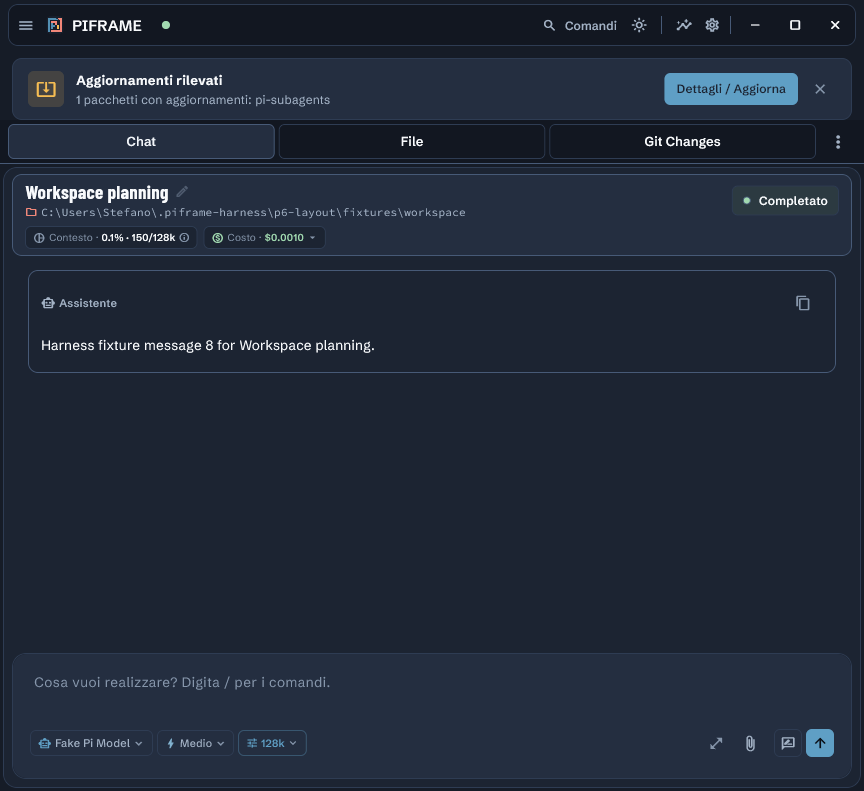 PIFRAME
Comandi
Aggiornamenti rilevati
1 pacchetti con aggiornamenti: pi-subagents
Dettagli / Aggiorna
Chat
File
Git Changes
Workspace planning
C:\Users\Stefano\.piframe-harness\p6-layout\fixtures\workspace
Completato
Contesto · 0.1% · 150/128k
Costo · $0.0010
Assistente
Harness fixture message 8 for Workspace planning.
Cosa vuoi realizzare? Digita / per i comandi.
Fake Pi Model
Medio
128k